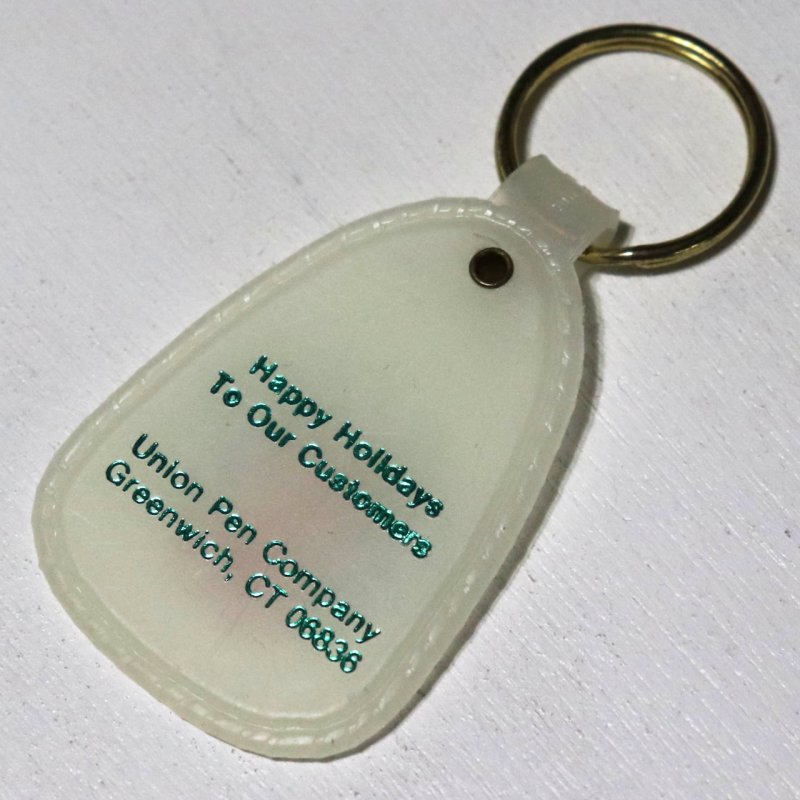 Happy Holidays
To Our Customers
Union Pen Company
Greenwich, CT 06836